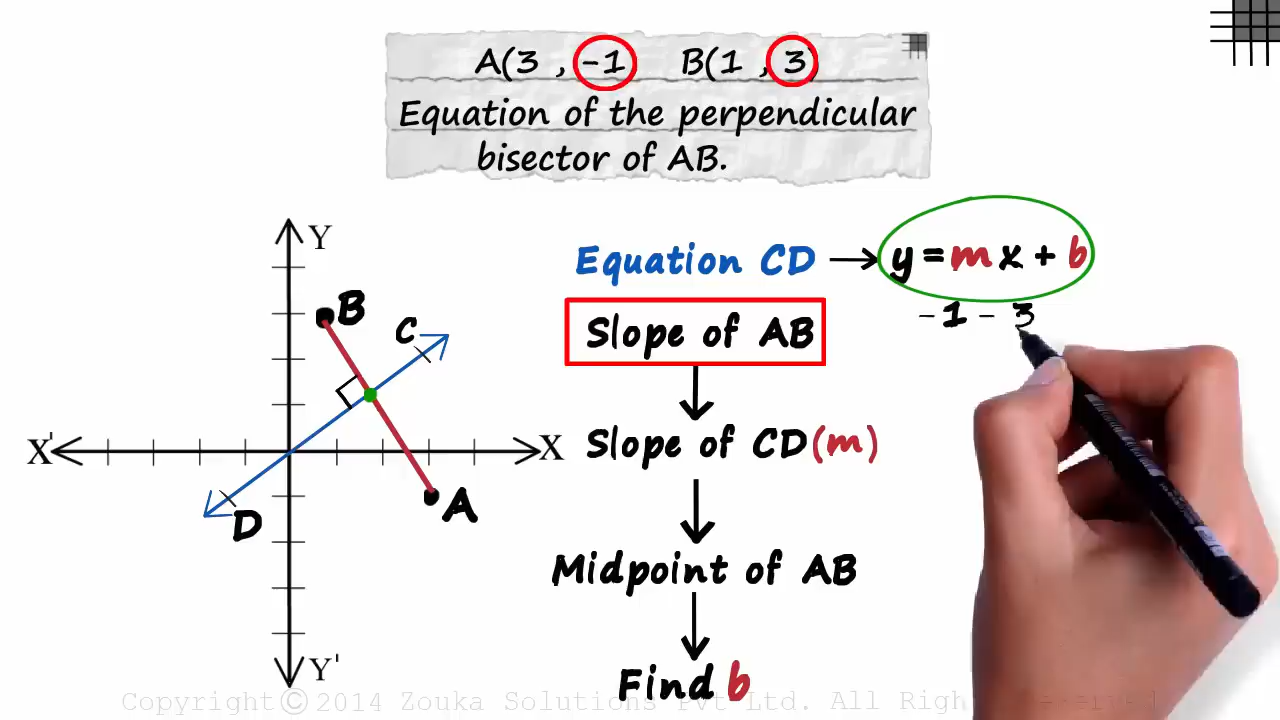 A(3 , -1 B(1 , 3)
Equation of the perpendicular
bisector of AB.
Y
Equation CD → y = mx + b
-1 - 3
B
C
Slope of AB
X'
X
Slope of CD(m)
A
D
Midpoint of AB
Y'
Find b
Copyright©2014 Zouka Solutions Pvt Ltd. All Rights Reserved